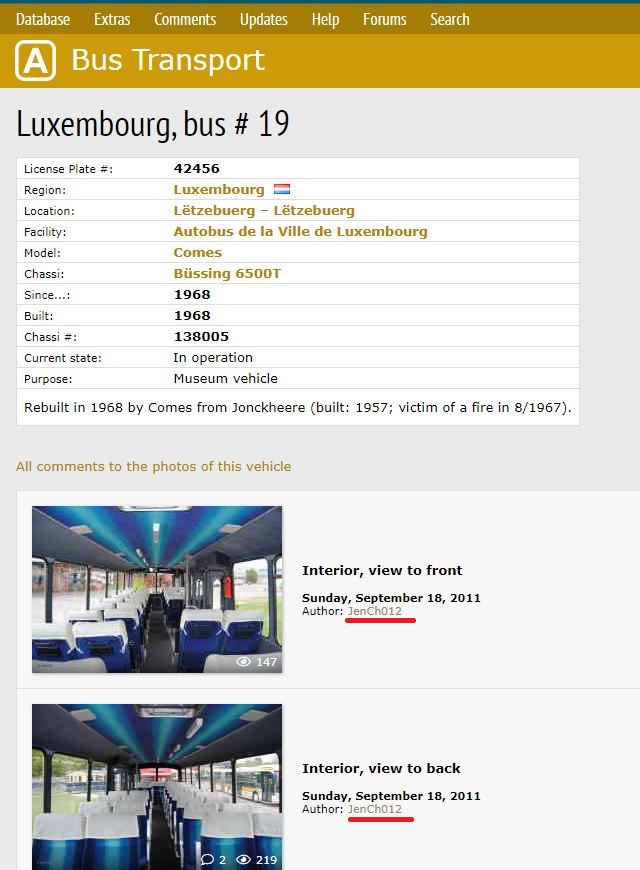 Database Extras Comments Updates Help Forums Search
A Bus Transport
Luxembourg, bus # 19
License Plate #: 42456
Region: Luxembourg
Location: Lëtzebuerg – Lëtzebuerg
Facility: Autobus de la Ville de Luxembourg
Model: Comes
Chassi: Büssing 6500T
Since...: 1968
Built: 1968
Chassi #: 138005
Current state: In operation
Purpose: Museum vehicle
Rebuilt in 1968 by Comes from Jonckheere (built: 1957; victim of a fire in 8/1967).
All comments to the photos of this vehicle
Interior, view to front
Sunday, September 18, 2011
Author: JenCh012
147
Interior, view to back
Sunday, September 18, 2011
Author: JenCh012
2 219